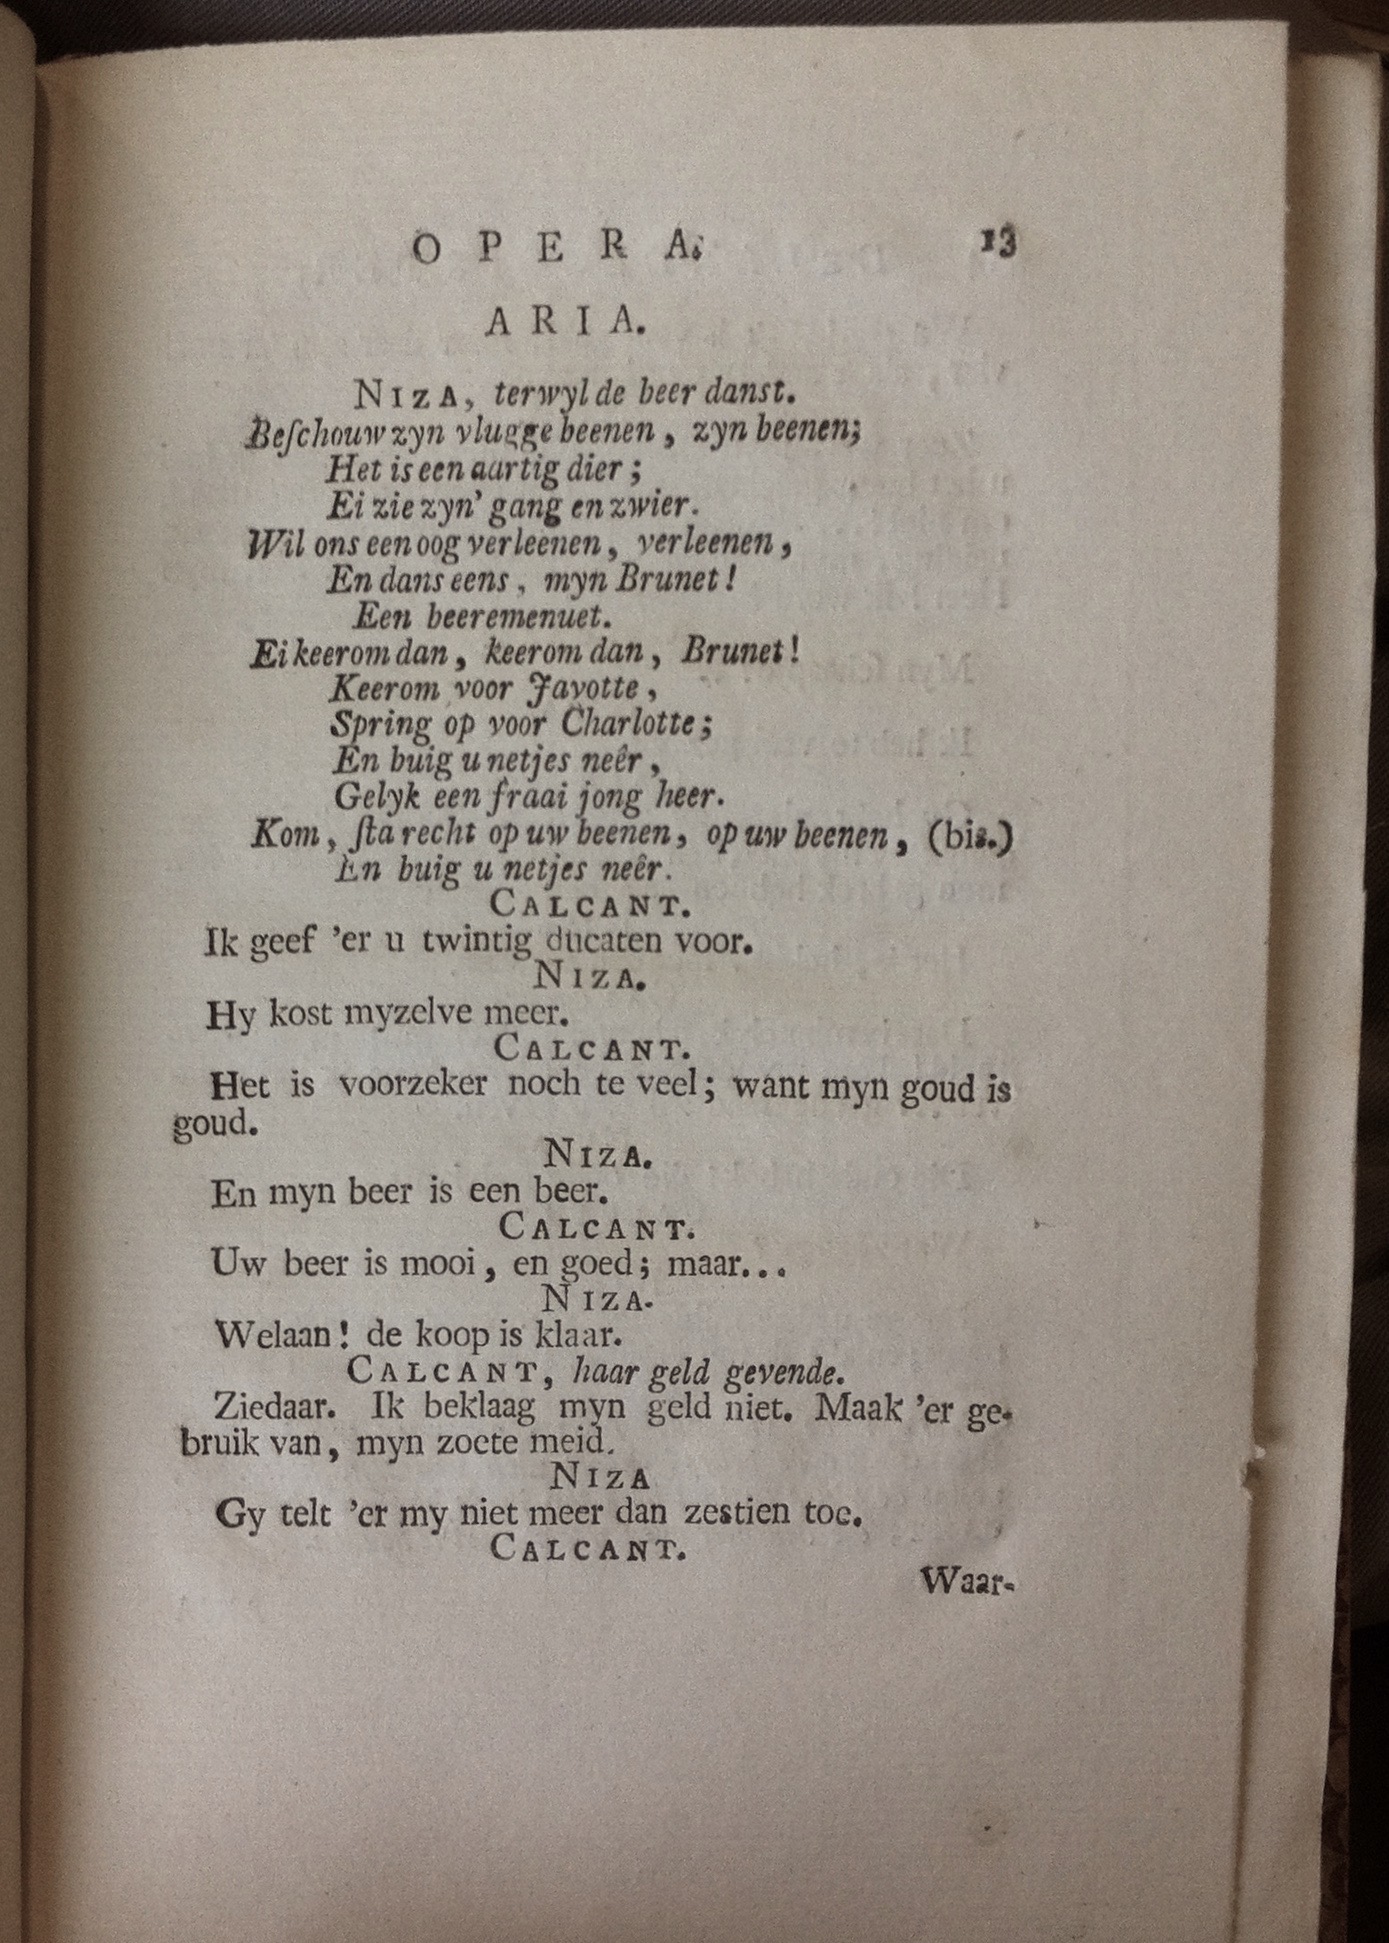 OPERA. 13
ARIA.
NIZA, terwyl de beer danst.
Beſchouw zyn vlugge beenen, zyn beenen;
Het is een aartig dier;
Ei zie zyn' gang en zwier.
Wil ons een oog verleenen, verleenen,
En dans eens, myn Brunet!
Een beeremenuet.
Ei keerom dan, keerom dan, Brunet!
Keerom voor Javotte,
Spring op voor Charlotte;
En buig u netjes neêr,
Gelyk een fraai jong heer.
Kom, ſta recht op uw beenen, op uw beenen, (bis.)
En buig u netjes neêr.
CALCANT.
Ik geef 'er u twintig ducaten voor.
NIZA.
Hy kost myzelve meer.
CALCANT.
Het is voorzeker noch te veel; want myn goud is
goud.
NIZA.
En myn beer is een beer.
CALCANT.
Uw beer is mooi, en goed; maar...
NIZA.
Welaan! de koop is klaar.
CALCANT, haar geld gevende.
Ziedaar. Ik beklaag myn geld niet. Maak 'er ge-
bruik van, myn zoete meid.
NIZA
Gy telt 'er my niet meer dan zestien toe.
CALCANT.
Waar-